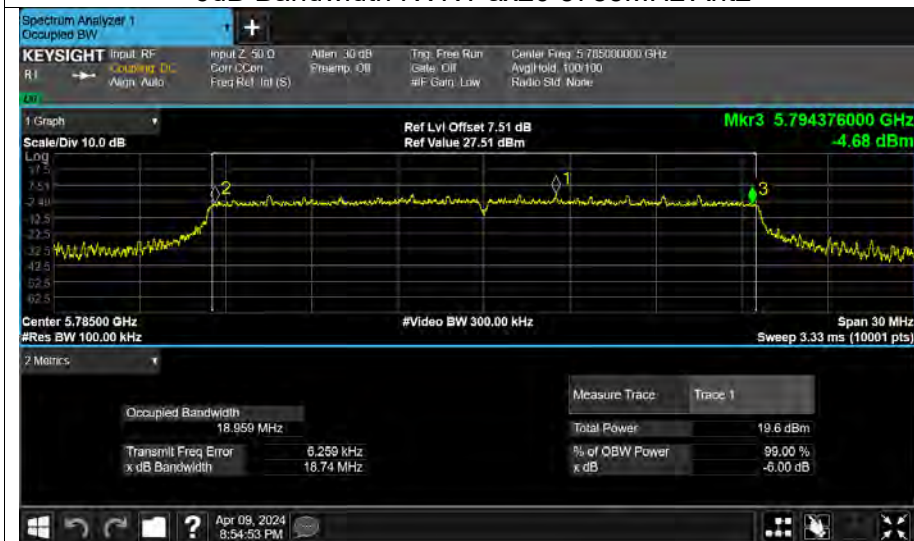 Spectrum Analyzer 1
Occupied BW
+
KEYSIGHT Input: RF Input Z: 50 Ω Atten: 30 dB Trig: Free Run Center Freq: 5.785000000 GHz
Coupling: DC Corr CCorr Preamp: Off Gate: Off Avg|Hold: 100/100
Align: Auto Freq Ref: Int (S) #IF Gain: Low Radio Std: None
1 Graph Ref Lvl Offset 7.51 dB Mkr3 5.794376000 GHz
Scale/Div 10.0 dB Ref Value 27.51 dBm -4.68 dBm
Log
17.5
7.51
-2.49
-12.5
-22.5
-32.5
-42.5
-52.5
-62.5
2
1
3
Center 5.78500 GHz #Video BW 300.00 kHz Span 30 MHz
#Res BW 100.00 kHz Sweep 3.33 ms (10001 pts)
2 Metrics
Measure Trace Trace 1
Occupied Bandwidth
18.959 MHz Total Power 19.6 dBm
Transmit Freq Error 6.259 kHz % of OBW Power 99.00 %
x dB Bandwidth 18.74 MHz x dB -6.00 dB
? Apr 09, 2024
8:54:53 PM